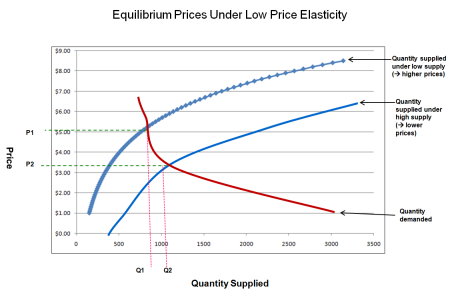 Equilibrium Prices Under Low Price Elasticity
$9.00
$8.00
$7.00
$6.00
$5.00
$4.00
$3.00
$2.00
$1.00
$0.00
P1
P2
Price
0
500
1000
1500
2000
2500
3000
3500
Q1
Q2
Quantity Supplied
Quantity supplied
under low supply (→
higher prices)
Quantity
supplied under
high supply
(→ lower
prices)
Quantity
demanded